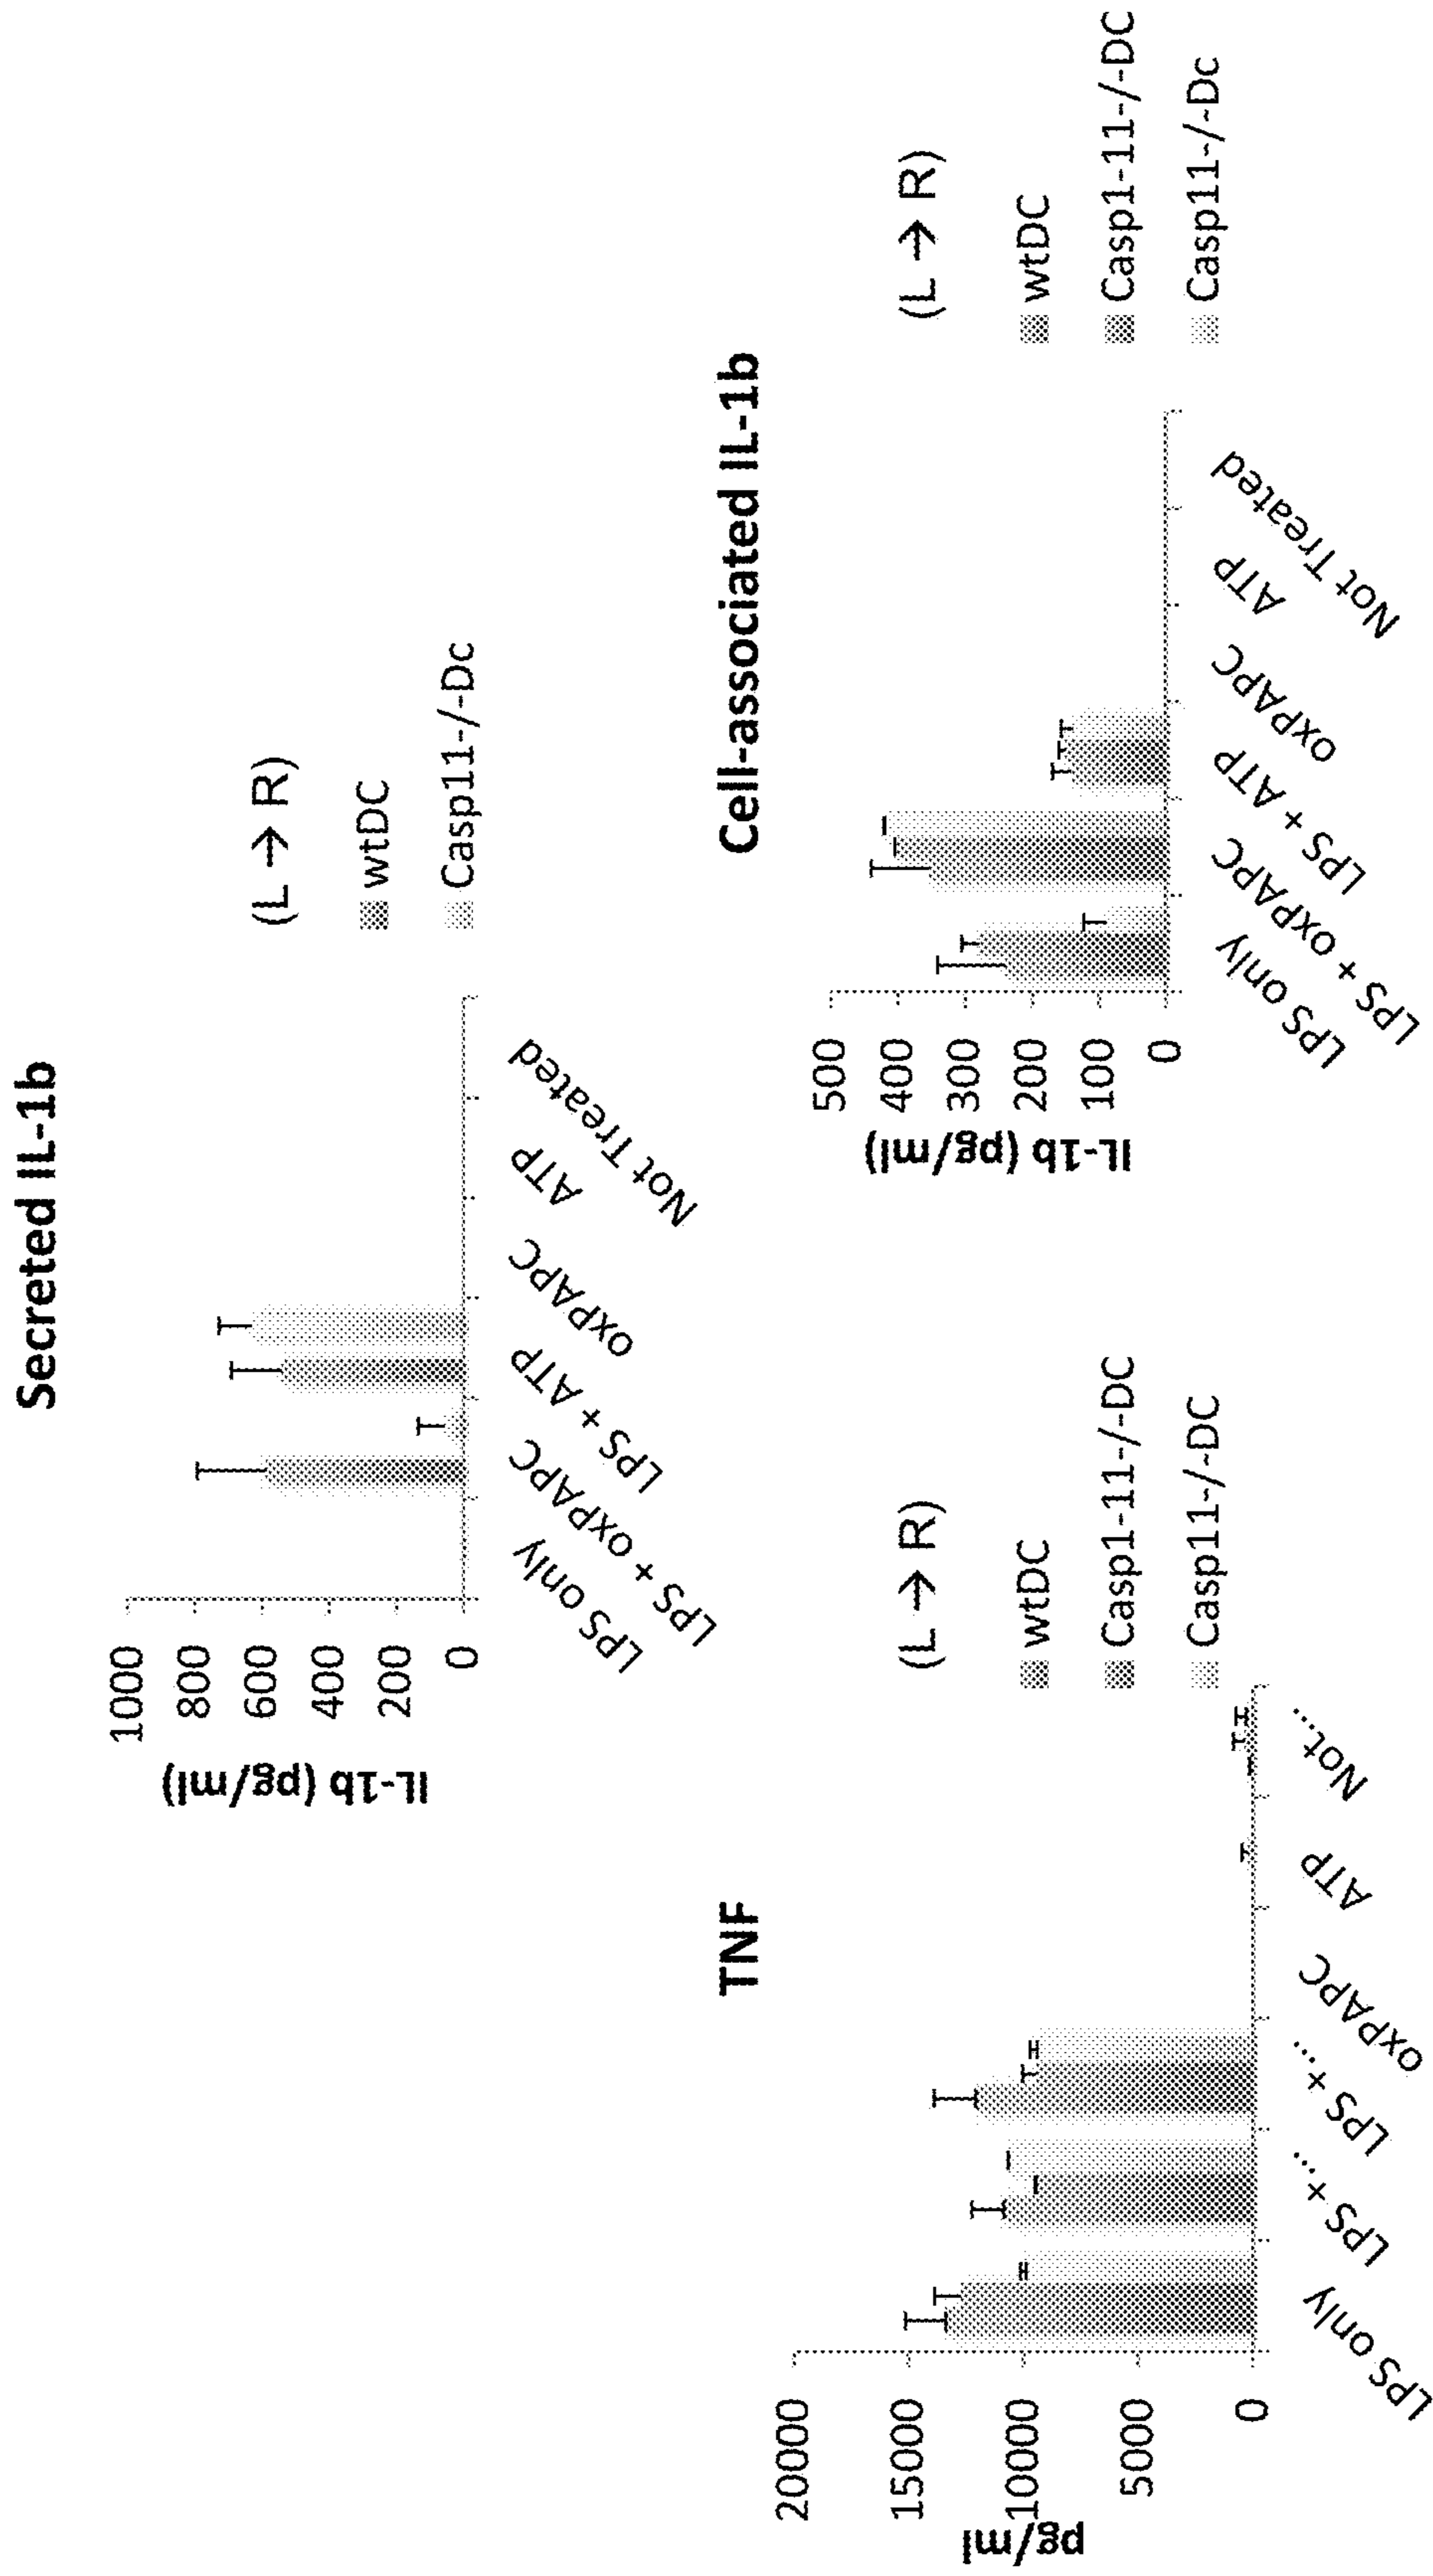 Secreted IL-1b
IL-1b (pg/ml)
1000
800
600
400
200
0
LPS only
LPS + oxPAPC
LPS + ATP
oxPAPC
ATP
Not Treated
(L → R)
wtDC
Casp11-/-Dc
TNF
pg/ml
20000
15000
10000
5000
0
LPS only
LPS +...
LPS +...
oxPAPC
ATP
Not...
(L → R)
wtDC
Casp1-11-/-DC
Casp11-/-DC
Cell-associated IL-1b
IL-1b (pg/ml)
500
400
300
200
100
0
LPS only
LPS + oxPAPC
LPS + ATP
oxPAPC
ATP
Not Treated
(L → R)
wtDC
Casp1-11-/-DC
Casp11-/-Dc